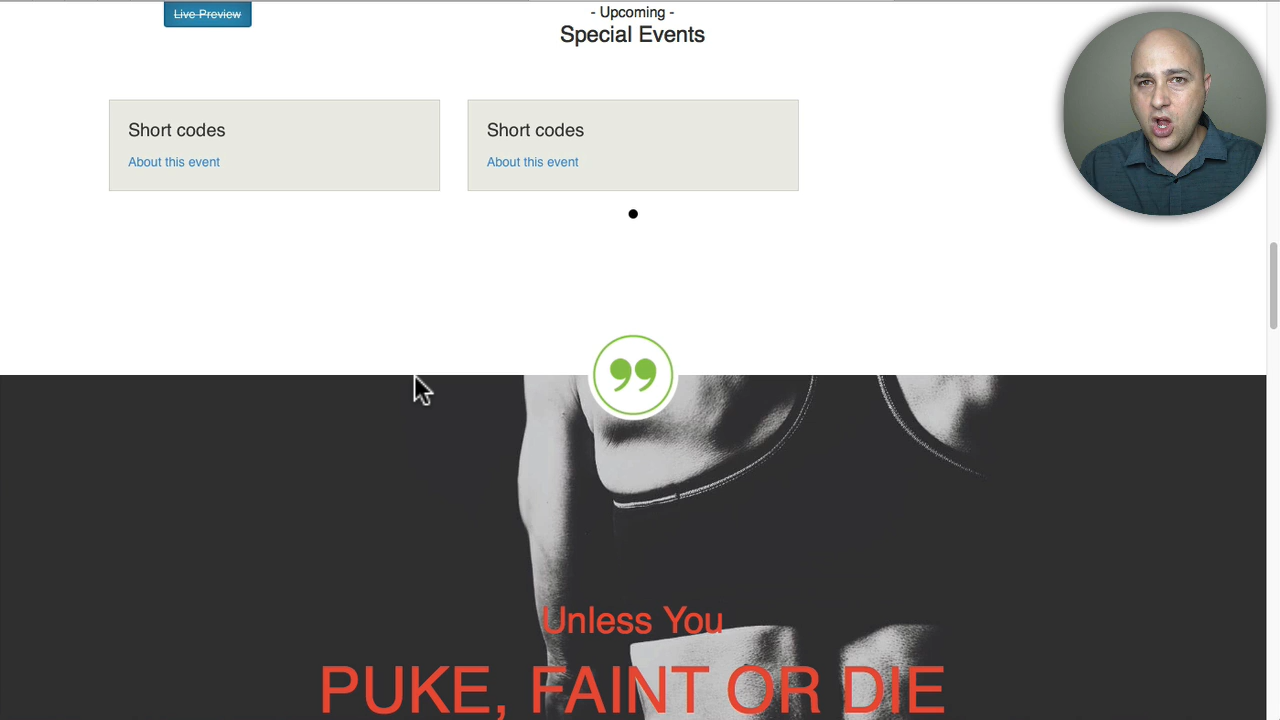 Live Preview
- Upcoming -
Special Events
Short codes
About this event
Short codes
About this event
Unless You
PUKE, FAINT OR DIE